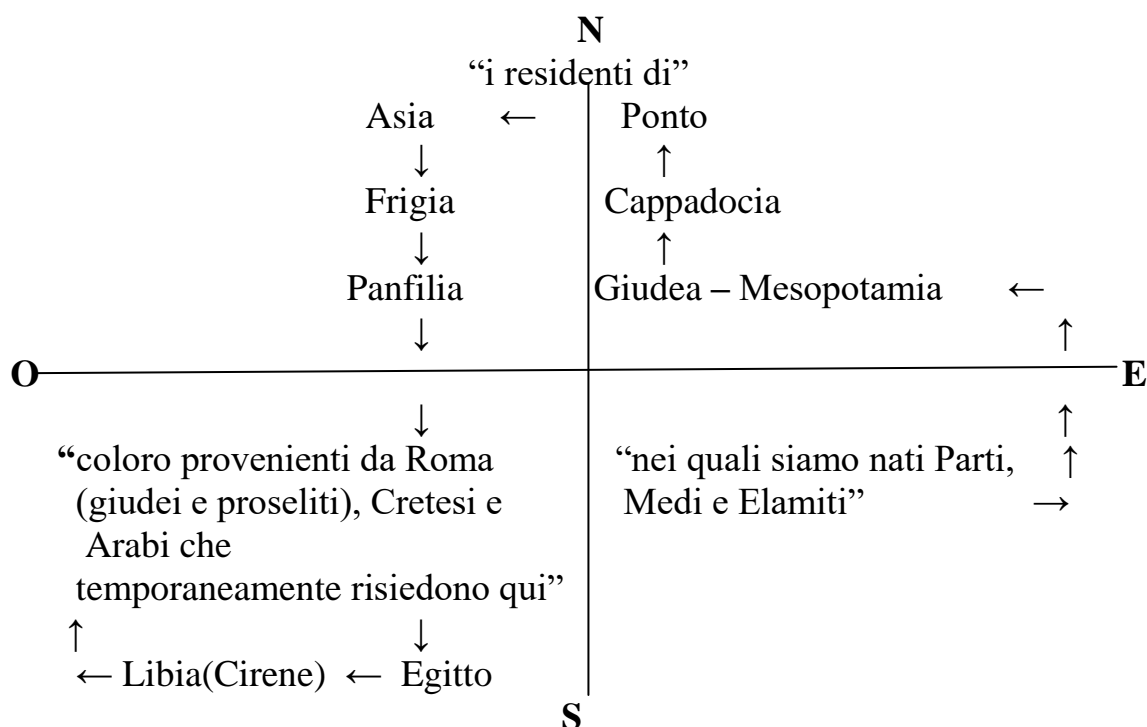 N
“i residenti di”
Asia ← Ponto
↓ ↑
Frigia Cappadocia
↓ ↑
Panfilia Giudea – Mesopotamia ←
↓ ↑
O E
↓ ↑
“coloro provenienti da Roma “nei quali siamo nati Parti, ↑
(giudei e proseliti), Cretesi e Medi e Elamiti” →
Arabi che
temporaneamente risiedono qui”
↑ ↓
← Libia(Cirene) ← Egitto
S